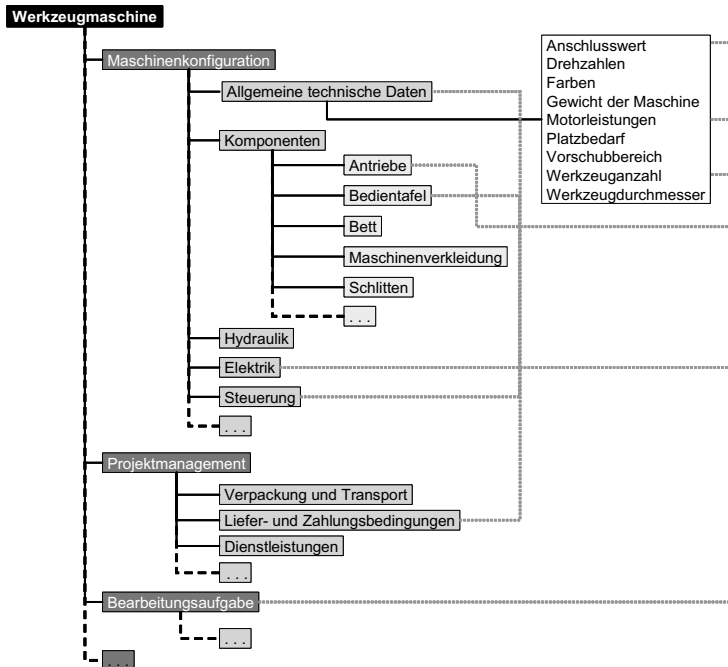 Werkzeugmaschine
Maschinenkonfiguration
Allgemeine technische Daten
Komponenten
Antriebe
Bedientafel
Bett
Maschinenverkleidung
Schlitten
. . .
Hydraulik
Elektrik
Steuerung
. . .
Projektmanagement
Verpackung und Transport
Liefer- und Zahlungsbedingungen
Dienstleistungen
. . .
Bearbeitungsaufgabe
. . .
. . .
Anschlusswert
Drehzahlen
Farben
Gewicht der Maschine
Motorleistungen
Platzbedarf
Vorschubbereich
Werkzeuganzahl
Werkzeugdurchmesser